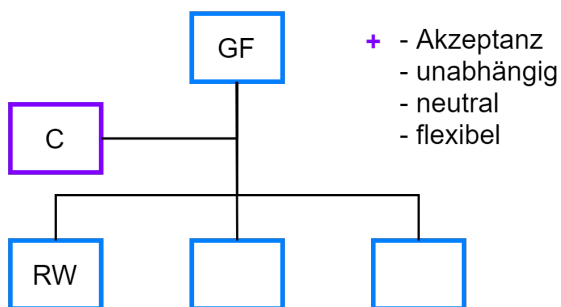 GF
+ - Akzeptanz
- unabhängig
- neutral
- flexibel
C
RW